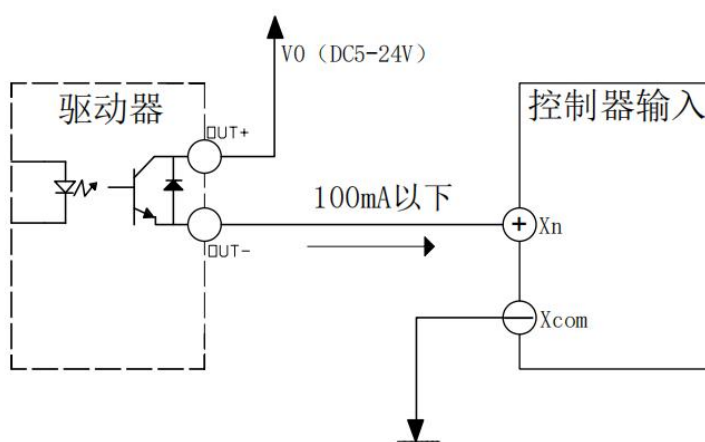 VO（DC5-24V）
驱动器
控制器输入
OUT+
100mA以下
Xn
OUT-
Xcom